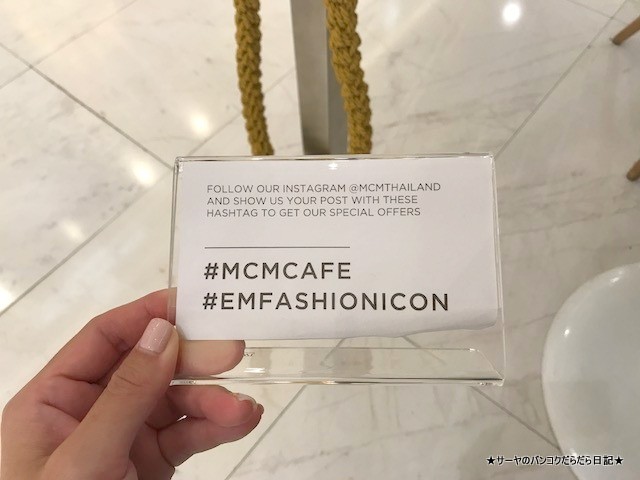 FOLLOW OUR INSTAGRAM @MCMTHAILAND
AND SHOW US YOUR POST WITH THESE
HASHTAG TO GET OUR SPECIAL OFFERS
#MCMCAFE
#EMFASHIONICON
★サーヤのバンコクだらだら日記★